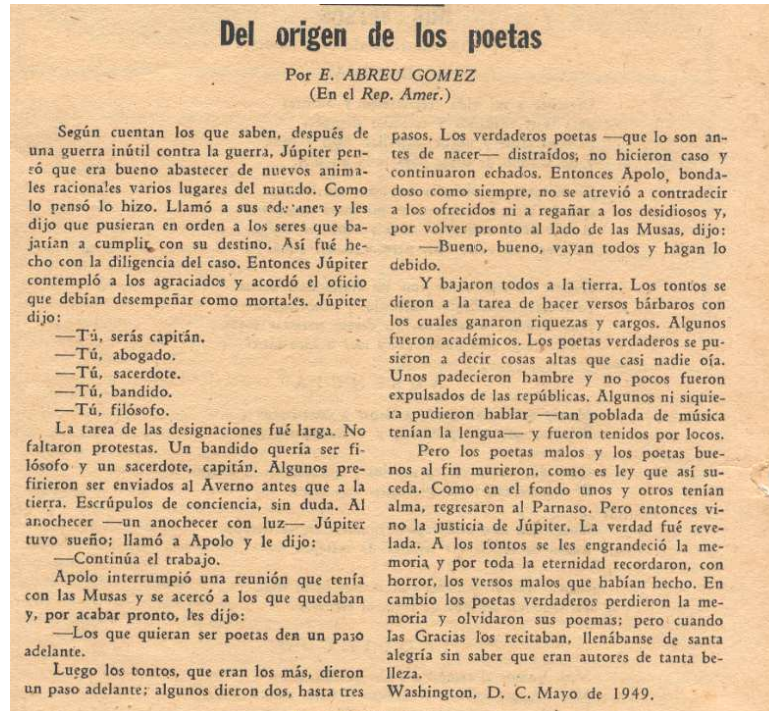 Del origen de los poetas
Por E. ABREU GOMEZ
(En el Rep. Amer.)
Según cuentan los que saben, después de
una guerra inútil contra la guerra, Júpiter pen-
só que era bueno abastecer de nuevos anima-
les racionales varios lugares del mundo. Como
lo pensó lo hizo. Llamó a sus edecanes y les
dijo que pusieran en orden a los seres que ba-
jarían a cumplir con su destino. Así fué he-
cho con la diligencia del caso. Entonces Júpiter
contempló a los agraciados y acordó el oficio
que debían desempeñar como mortales. Júpiter
dijo:
—Tú, serás capitán.
—Tú, abogado.
—Tú, sacerdote.
—Tú, bandido.
—Tú, filósofo.
La tarea de las designaciones fué larga. No
faltaron protestas. Un bandido quería ser fi-
lósofo y un sacerdote, capitán. Algunos pre-
firieron ser enviados al Averno antes que a la
tierra. Escrúpulos de conciencia, sin duda. Al
anochecer —un anochecer con luz— Júpiter
tuvo sueño; llamó a Apolo y le dijo:
—Continúa el trabajo.
Apolo interrumpió una reunión que tenía
con las Musas y se acercó a los que quedaban
y, por acabar pronto, les dijo:
—Los que quieran ser poetas den un paso
adelante.
Luego los tontos, que eran los más, dieron
un paso adelante; algunos dieron dos, hasta tres
pasos. Los verdaderos poetas —que lo son an-
tes de nacer— distraídos; no hicieron caso y
continuaron echados. Entonces Apolo, bonda-
doso como siempre, no se atrevió a contradecir
a los ofrecidos ni a regañar a los desidiosos y,
por volver pronto al lado de las Musas, dijo:
—Bueno, bueno, vayan todos y hagan lo
debido.
Y bajaron todos a la tierra. Los tontos se
dieron a la tarea de hacer versos bárbaros con
los cuales ganaron riquezas y cargos. Algunos
fueron académicos. Los poetas verdaderos se pu-
sieron a decir cosas altas que casi nadie oía.
Unos padecieron hambre y no pocos fueron
expulsados de las repúblicas. Algunos ni siquie-
ra pudieron hablar —tan poblada de música
tenían la lengua— y fueron tenidos por locos.
Pero los poetas malos y los poetas bue-
nos al fin murieron, como es ley que así su-
ceda. Como en el fondo unos y otros tenían
alma, regresaron al Parnaso. Pero entonces vi-
no la justicia de Júpiter. La verdad fué reve-
lada. A los tontos se les engrandeció la me-
moria y por toda la eternidad recordaron, con
horror, los versos malos que habían hecho. En
cambio los poetas verdaderos perdieron la me-
moria y olvidaron sus poemas; pero cuando
las Gracias los recitaban, llenábanse de santa
alegría sin saber que eran autores de tanta be-
lleza.
Washington, D. C. Mayo de 1949.